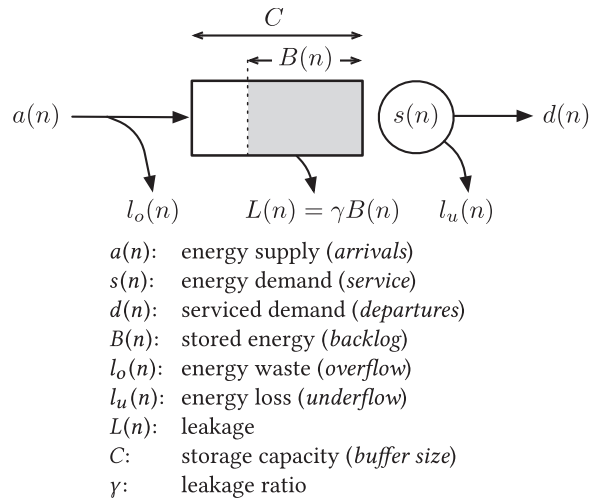 C
B(n)
a(n) s(n) d(n)
l_o(n) L(n) = γB(n) l_u(n)
a(n): energy supply (arrivals)
s(n): energy demand (service)
d(n): serviced demand (departures)
B(n): stored energy (backlog)
l_o(n): energy waste (overflow)
l_u(n): energy loss (underflow)
L(n): leakage
C: storage capacity (buffer size)
γ: leakage ratio